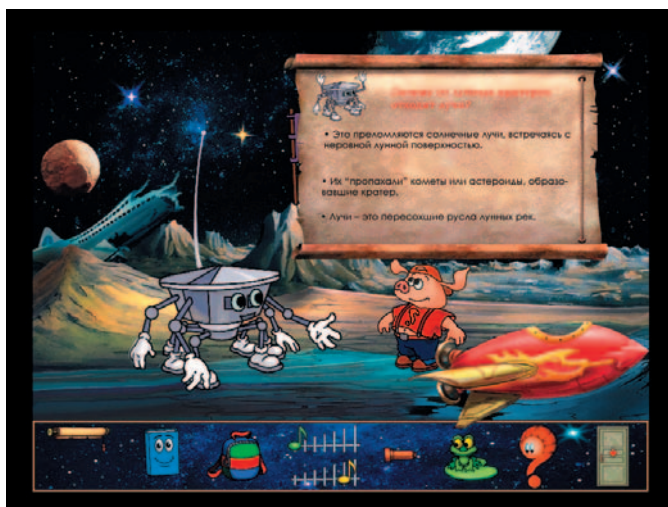 • Это преломляются солнечные лучи, встречаясь с
неровной лунной поверхностью.
• Их "пропахали" кометы или астероиды, образо-
вавшие кратер.
• Лучи – это пересохшие русла лунных рек.